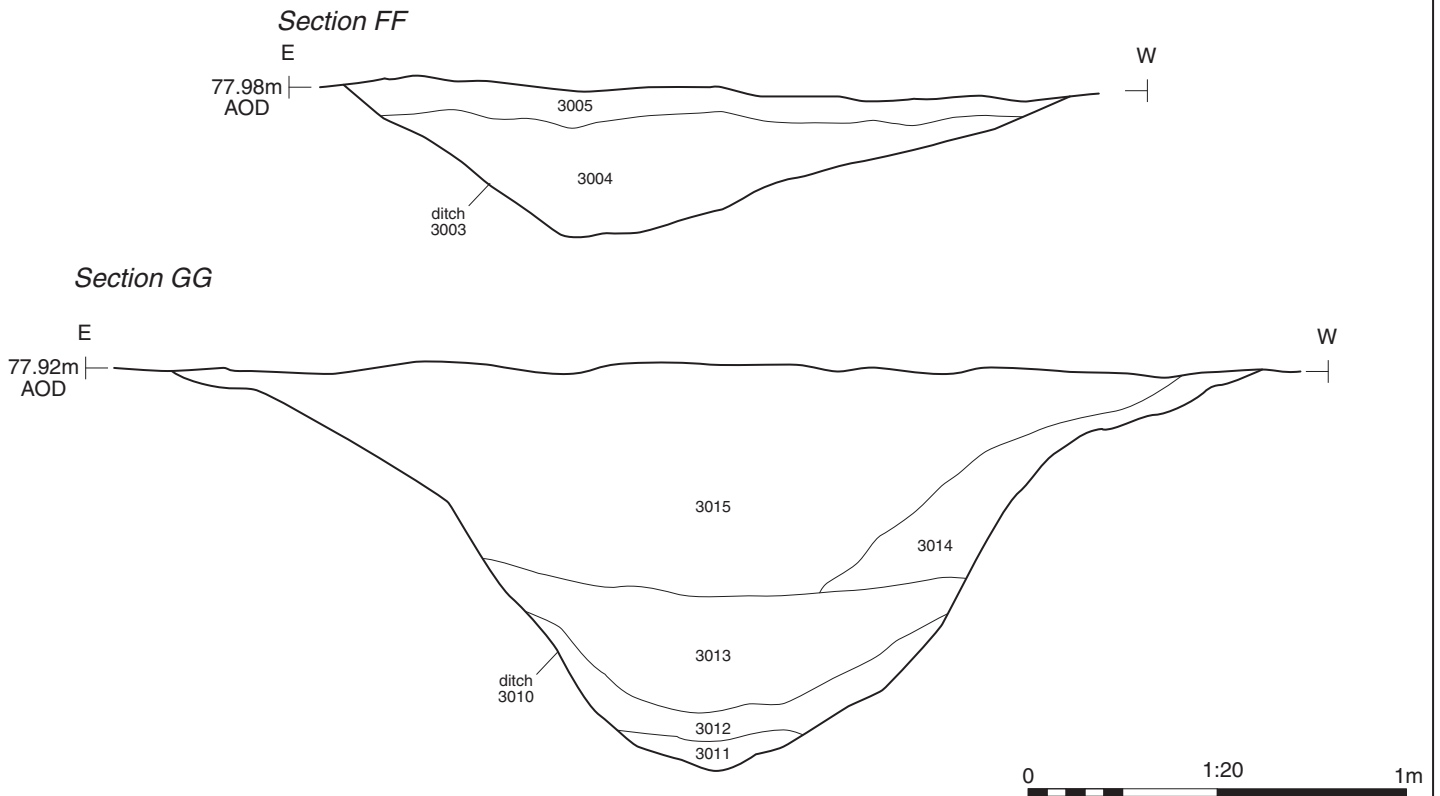 Section FF
E
W
77.98m
AOD
3005
3004
ditch
3003
Section GG
E
W
77.92m
AOD
3015
3014
3013
ditch
3010
3012
3011
0
1:20
1m